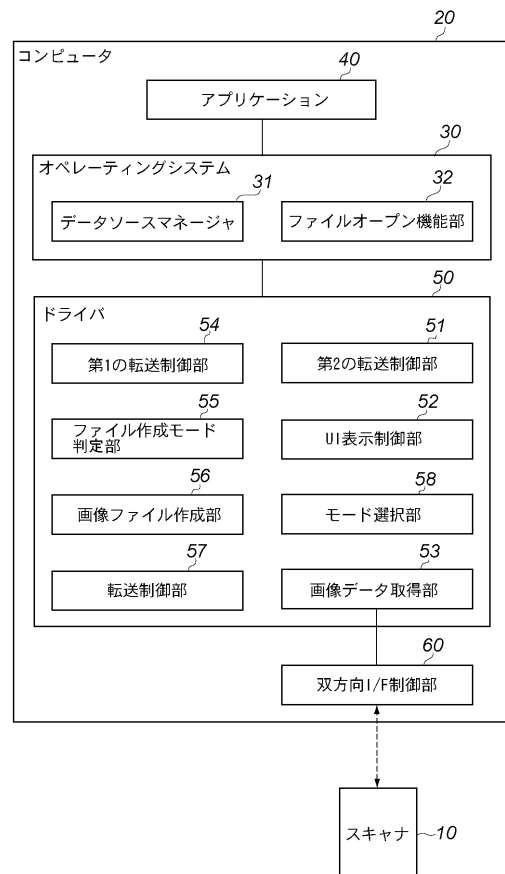 20
コンピュータ
40
アプリケーション
30
オペレーティングシステム
31
データソースマネージャ
32
ファイルオープン機能部
50
ドライバ
54
第1の転送制御部
51
第2の転送制御部
55
ファイル作成モード
判定部
52
UI表示制御部
56
画像ファイル作成部
58
モード選択部
57
転送制御部
53
画像データ取得部
60
双方向I/F制御部
スキャナ
10